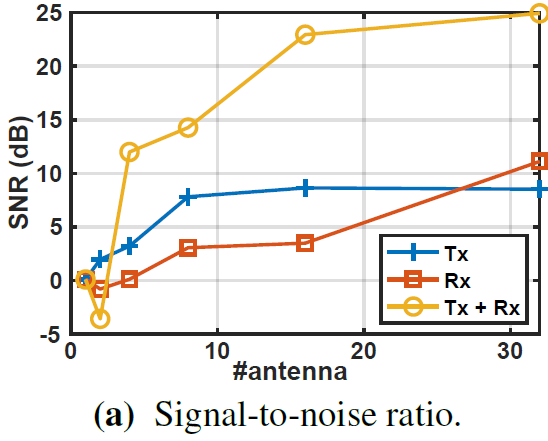 25
20
15
10
5
0
-5
SNR (dB)
Tx
Rx
Tx + Rx
0 10 20 30
#antenna
(a) Signal-to-noise ratio.